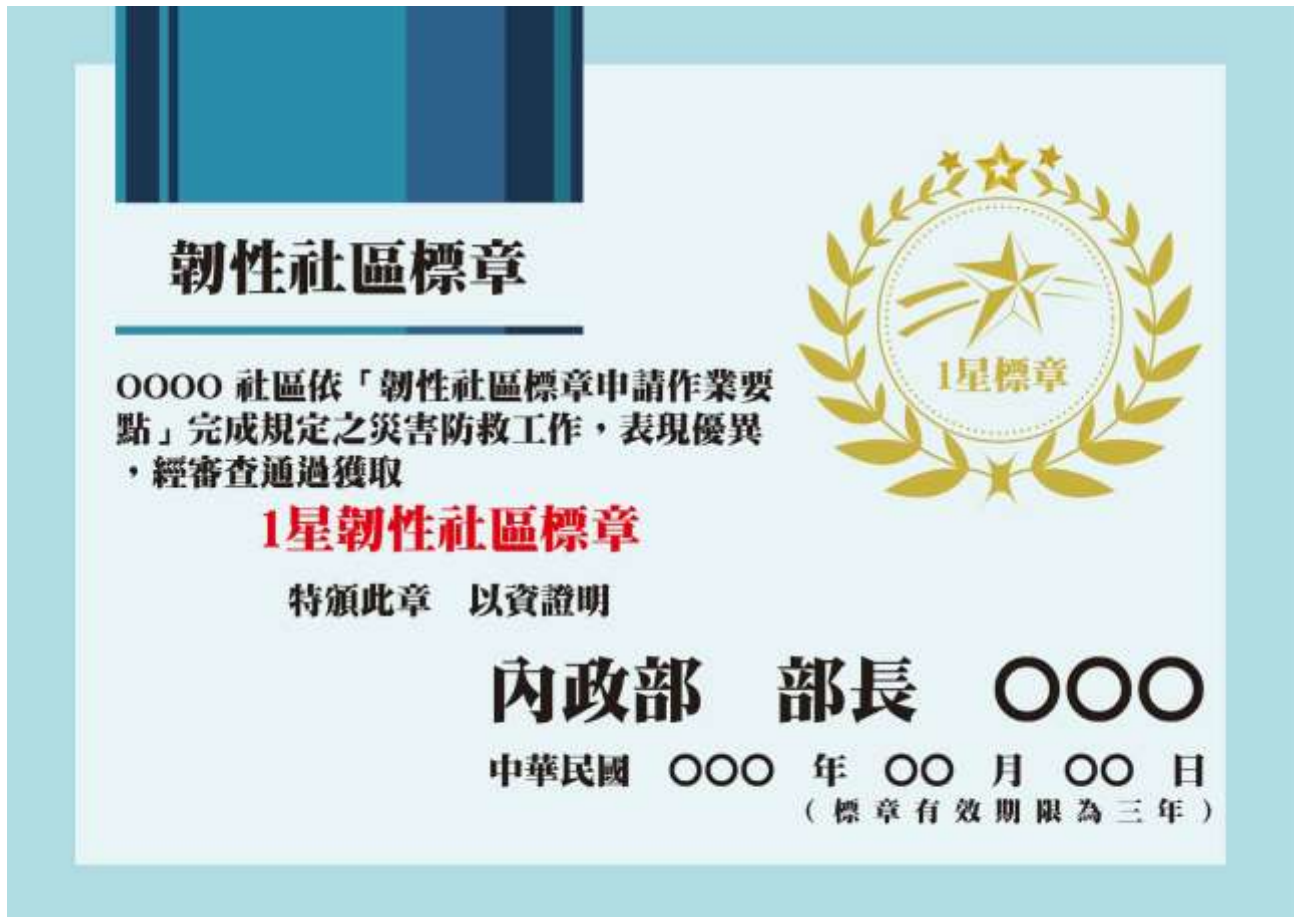 韌性社區標章
1星標章
OOOO 社區依「韌性社區標章申請作業要
點」完成規定之災害防救工作，表現優異
，經審查通過獲取
1星韌性社區標章
特頒此章　以資證明
內政部　部長　〇〇〇
中華民國　〇〇〇　年　〇〇　月　〇〇　日
（標章有效期限為三年）